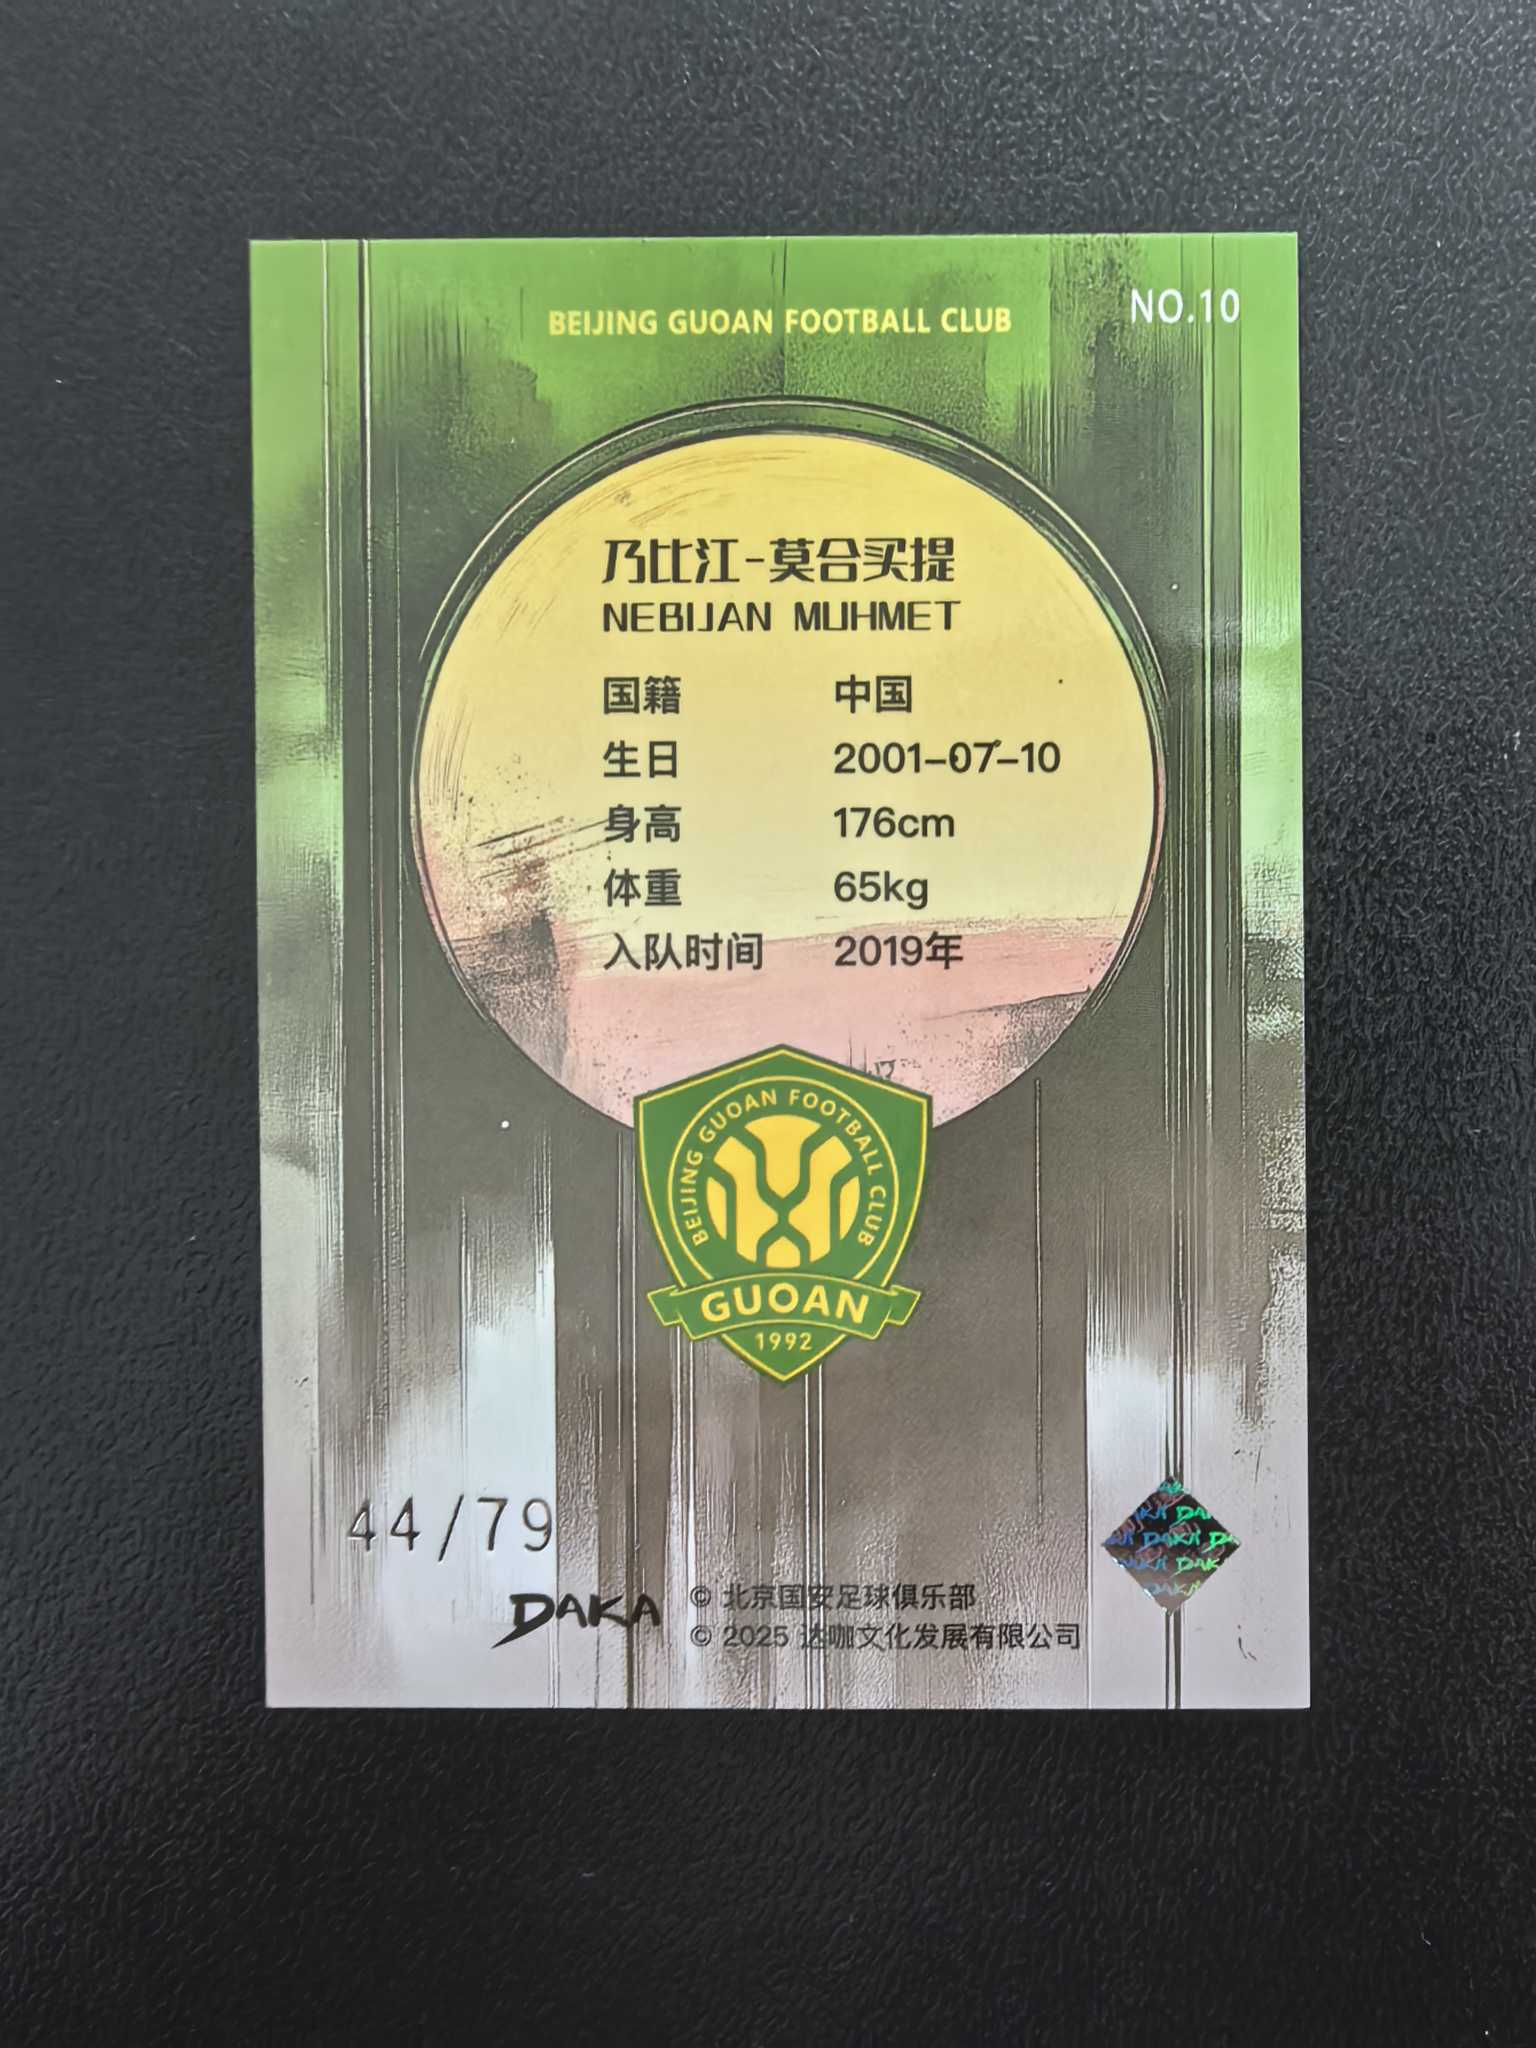 BEIJING GUOAN FOOTBALL CLUB
NO.10
乃比江-莫合买提
NEBIJAN MUHMET
国籍 中国
生日 2001-07-10
身高 176cm
体重 65kg
入队时间 2019年
BEIJING GUOAN FOOTBALL CLUB
GUOAN
1992
44/79
DAKA
© 北京国安足球俱乐部
© 2025 达咖文化发展有限公司
DAKA